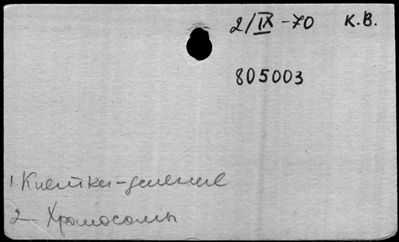 2/IX-70 К.В.
805003
1. Клетки-деление
2 Хромосомы